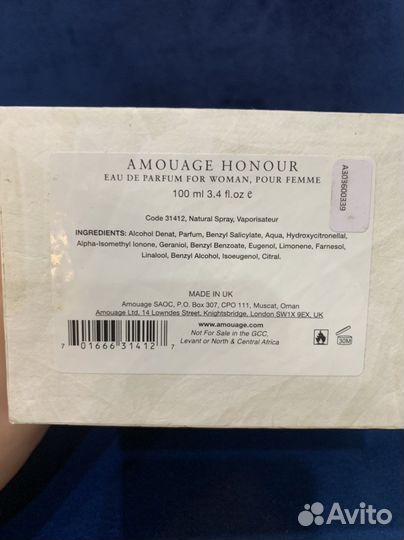 AMOUAGE HONOUR
EAU DE PARFUM FOR WOMAN, POUR FEMME
100 ml 3.4 fl.oz e
A303600339
Code 31412, Natural Spray, Vaporisateur
INGREDIENTS: Alcohol Denat, Parfum, Benzyl Salicylate, Aqua, Hydroxycitronellal,
Alpha-Isomethyl Ionone, Geraniol, Benzyl Benzoate, Eugenol, Limonene, Farnesol,
Linalool, Benzyl Alcohol, Isoeugenol, Citral.
MADE IN UK
Amouage SAOC, P.O. Box 307, CPO 111, Muscat, Oman
Amouage Ltd, 14 Lowndes Street, Knightsbridge, London SW1X 9EX, UK
www.amouage.com
Not For Sale in the GCC,
Levant or North & Central Africa
7 01666 31412 7
30M
Avito